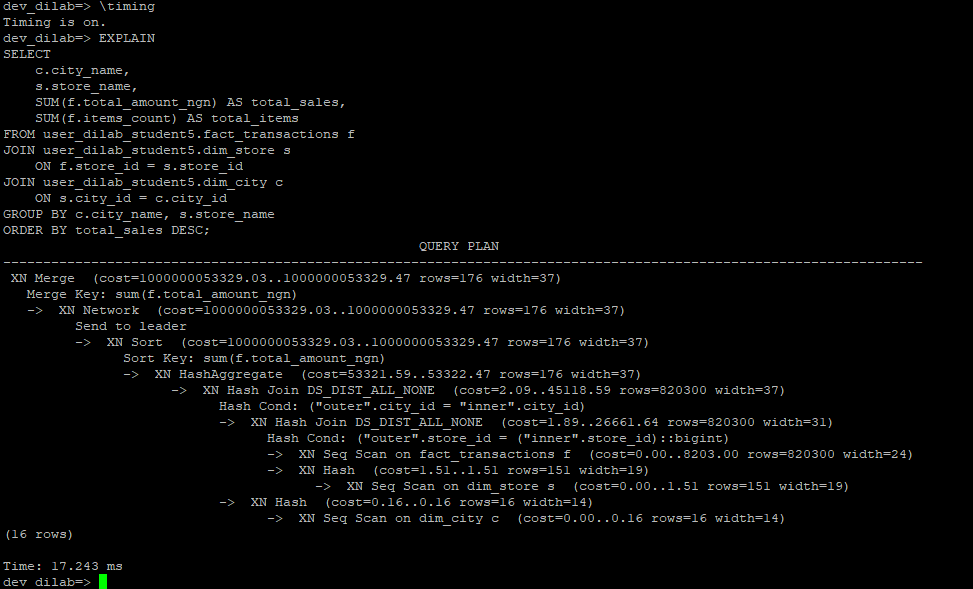 dev_dilab=> \timing
Timing is on.
dev_dilab=> EXPLAIN
SELECT
    c.city_name,
    s.store_name,
    SUM(f.total_amount_ngn) AS total_sales,
    SUM(f.items_count) AS total_items
FROM user_dilab_student5.fact_transactions f
JOIN user_dilab_student5.dim_store s
    ON f.store_id = s.store_id
JOIN user_dilab_student5.dim_city c
    ON s.city_id = c.city_id
GROUP BY c.city_name, s.store_name
ORDER BY total_sales DESC;
                                                    QUERY PLAN
-------------------------------------------------------------------------------------------------------------------
 XN Merge  (cost=1000000053329.03..1000000053329.47 rows=176 width=37)
   Merge Key: sum(f.total_amount_ngn)
   ->  XN Network  (cost=1000000053329.03..1000000053329.47 rows=176 width=37)
         Send to leader
         ->  XN Sort  (cost=1000000053329.03..1000000053329.47 rows=176 width=37)
               Sort Key: sum(f.total_amount_ngn)
               ->  XN HashAggregate  (cost=53321.59..53322.47 rows=176 width=37)
                     ->  XN Hash Join DS_DIST_ALL_NONE  (cost=2.09..45118.59 rows=820300 width=37)
                           Hash Cond: ("outer".city_id = "inner".city_id)
                           ->  XN Hash Join DS_DIST_ALL_NONE  (cost=1.89..26661.64 rows=820300 width=31)
                                 Hash Cond: ("outer".store_id = ("inner".store_id)::bigint)
                                 ->  XN Seq Scan on fact_transactions f  (cost=0.00..8203.00 rows=820300 width=24)
                                 ->  XN Hash  (cost=1.51..1.51 rows=151 width=19)
                                       ->  XN Seq Scan on dim_store s  (cost=0.00..1.51 rows=151 width=19)
                           ->  XN Hash  (cost=0.16..0.16 rows=16 width=14)
                                 ->  XN Seq Scan on dim_city c  (cost=0.00..0.16 rows=16 width=14)
(16 rows)

Time: 17.243 ms
dev_dilab=>